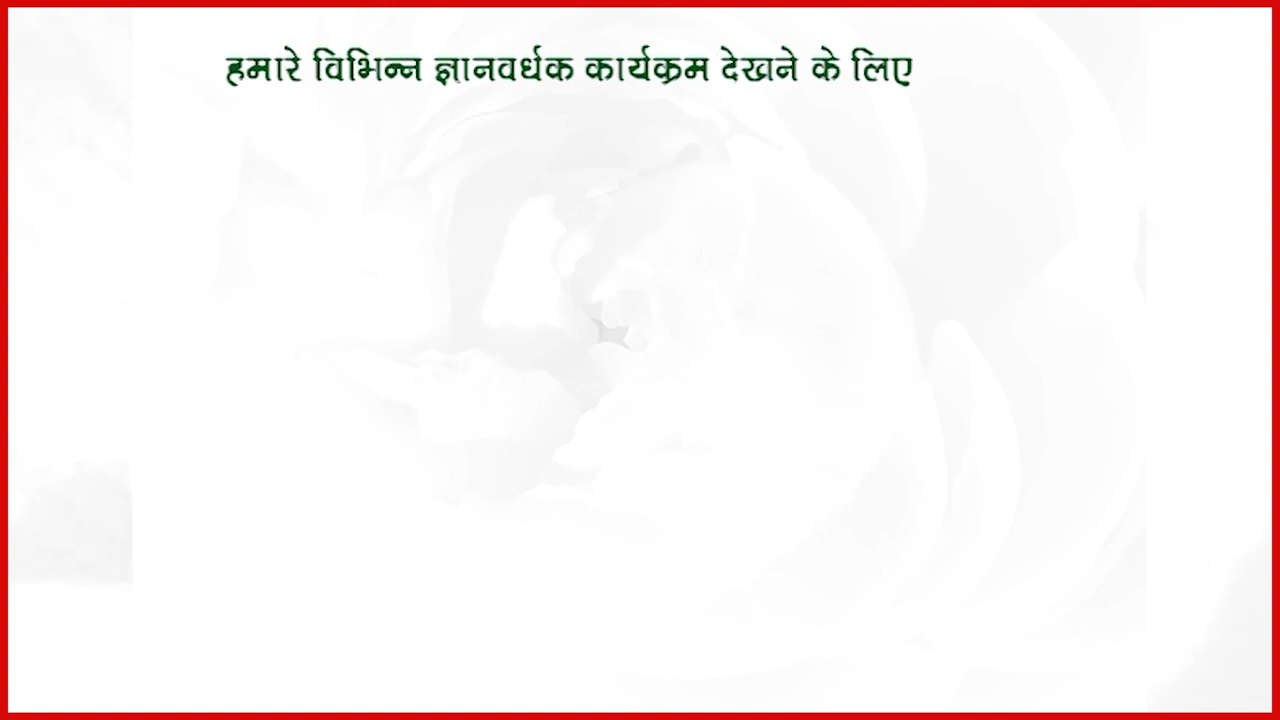 हमारे विभिन्न ज्ञानवर्धक कार्यक्रम देखने के लिए